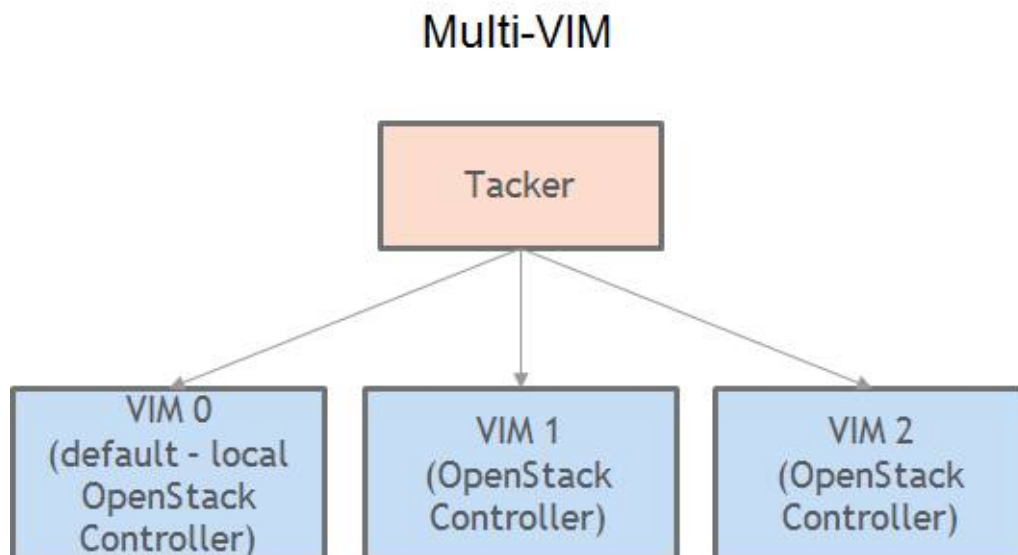 Multi-VIM
Tacker
VIM 0
(default - local
OpenStack
Controller)
VIM 1
(OpenStack
Controller)
VIM 2
(OpenStack
Controller)